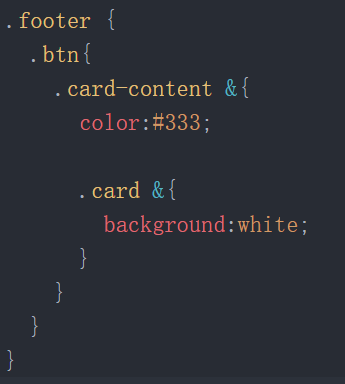 .footer {
.btn{
.card-content &{
color:#333;
.card &{
background:white;
}
}
}
}